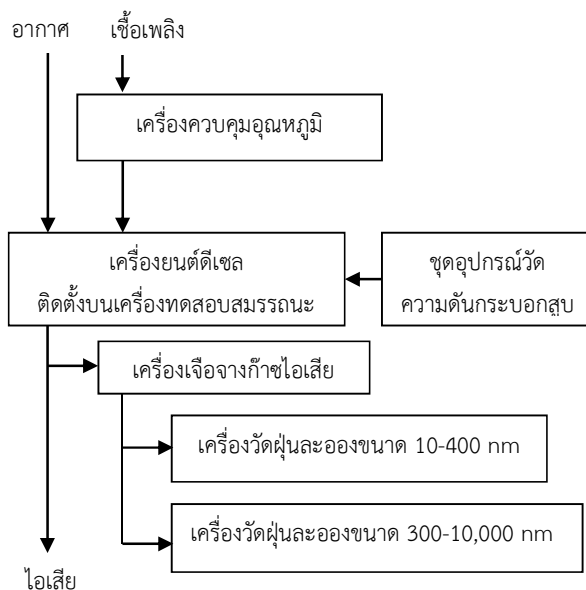 อากาศ
เชื้อเพลิง
เครื่องควบคุมอุณหภูมิ
เครื่องยนต์ดีเซล
ติดตั้งบนเครื่องทดสอบสมรรถนะ
ชุดอุปกรณ์วัด
ความดันกระบอกสูบ
เครื่องเจือจางก๊าซไอเสีย
เครื่องวัดฝุ่นละอองขนาด 10-400 nm
เครื่องวัดฝุ่นละอองขนาด 300-10,000 nm
ไอเสีย